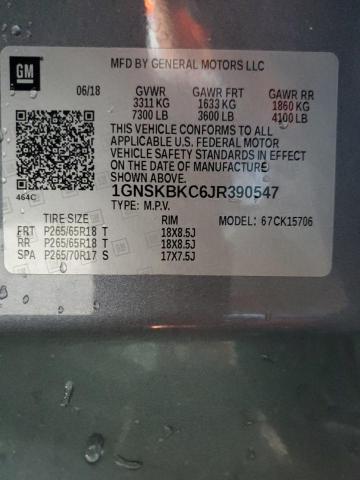 GM
MFD BY GENERAL MOTORS LLC
06/18 GVWR GAWR FRT GAWR RR
3311 KG 1633 KG 1860 KG
7300 LB 3600 LB 4100 LB
THIS VEHICLE CONFORMS TO ALL APPLICABLE
U.S. FEDERAL MOTOR
VEHICLE SAFETY STANDARDS IN EFFECT
ON THE DATE OF MANUFACTURE
SHOWN ABOVE.
464C 1GNSKBKC6JR390547
TYPE: M.P.V.
TIRE SIZE RIM MODEL: 67CK15706
FRT P265/65R18 T 18X8.5J
RR P265/65R18 T 18X8.5J
SPA P265/70R17 S 17X7.5J